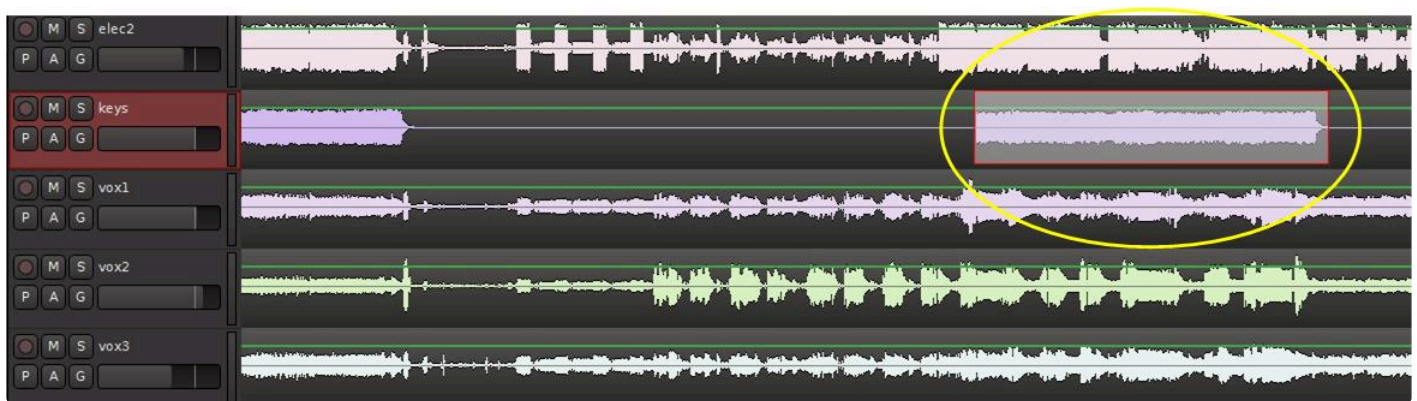 M S elec2
P A G
M S keys
P A G
M S vox1
P A G
M S vox2
P A G
M S vox3
P A G